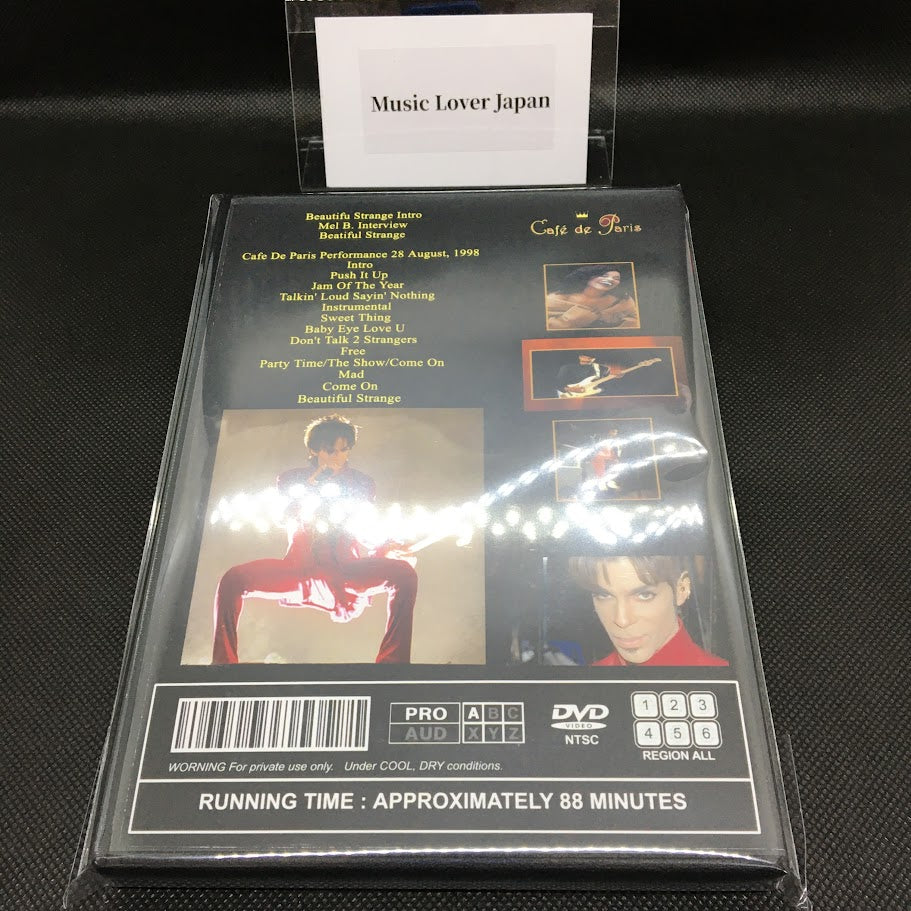 Music Lover Japan
Beautifu Strange Intro
Mel B. Interview
Beatiful Strange
Café de Paris
Cafe De Paris Performance 28 August, 1998
Intro
Push It Up
Jam Of The Year
Talkin' Loud Sayin' Nothing
Instrumental
Sweet Thing
Baby Eye Love U
Don't Talk 2 Strangers
Free
Party Time/The Show/Come On
Mad
Come On
Beautiful Strange
PRO A B C
AUD X Y Z
DVD
VIDEO
NTSC
1 2 3
4 5 6
REGION ALL
WORNING For private use only. Under COOL, DRY conditions.
RUNNING TIME : APPROXIMATELY 88 MINUTES